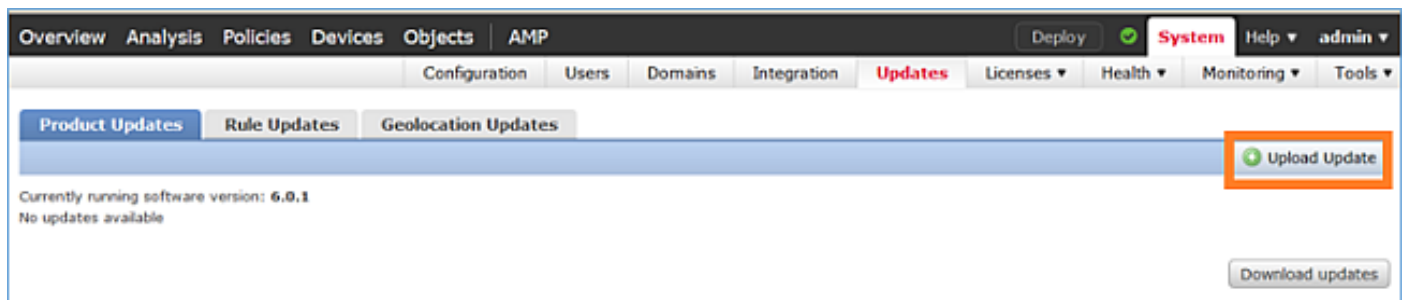 Overview Analysis Policies Devices Objects AMP Deploy System Help ▼ admin ▼
Configuration Users Domains Integration Updates Licenses ▼ Health ▼ Monitoring ▼ Tools ▼
Product Updates Rule Updates Geolocation Updates
Upload Update
Currently running software version: 6.0.1
No updates available
Download updates